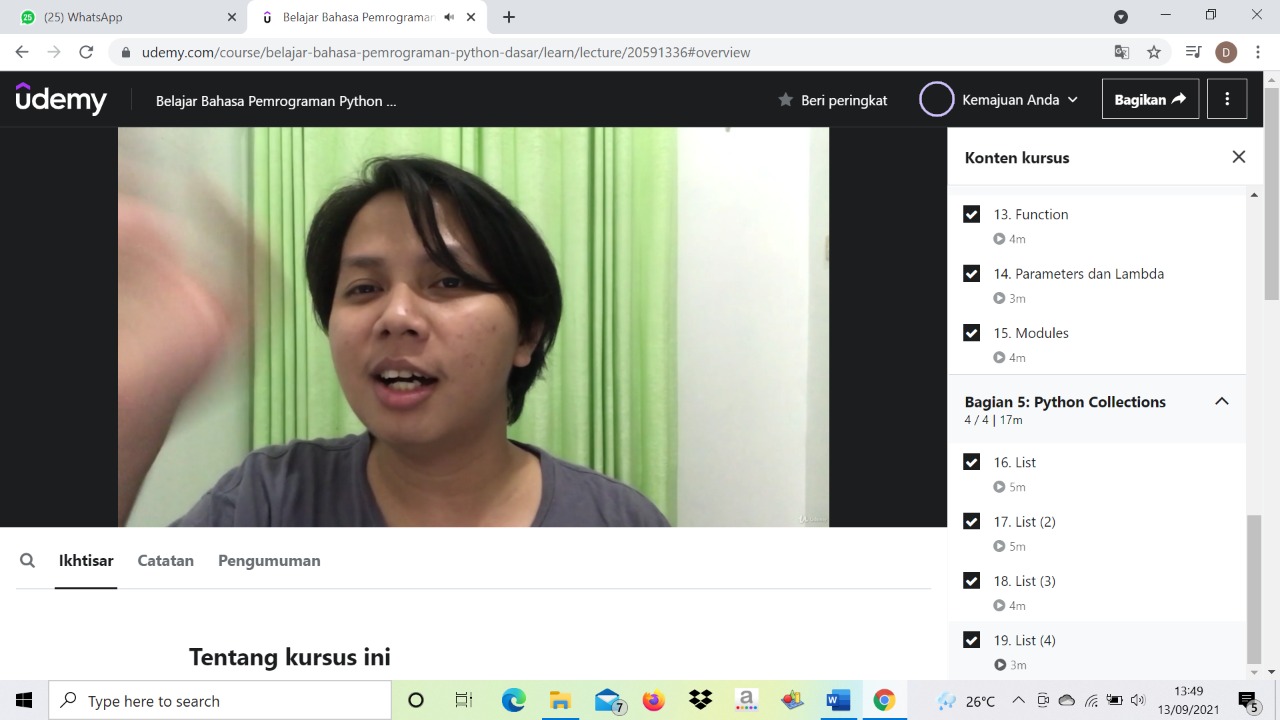 25
(25) WhatsApp
Belajar Bahasa Pemrograman
udemy.com/course/belajar-bahasa-pemrograman-python-dasar/learn/lecture/20591336#overview
D
udemy
Belajar Bahasa Pemrograman Python ...
Beri peringkat
Kemajuan Anda
Bagikan
Konten kursus
13. Function
4m
14. Parameters dan Lambda
3m
15. Modules
4m
Bagian 5: Python Collections
4 / 4 | 17m
16. List
5m
17. List (2)
5m
18. List (3)
4m
19. List (4)
3m
Ikhtisar
Catatan
Pengumuman
Tentang kursus ini
Type here to search
7
a
W
26°C
13:49
13/09/2021
5